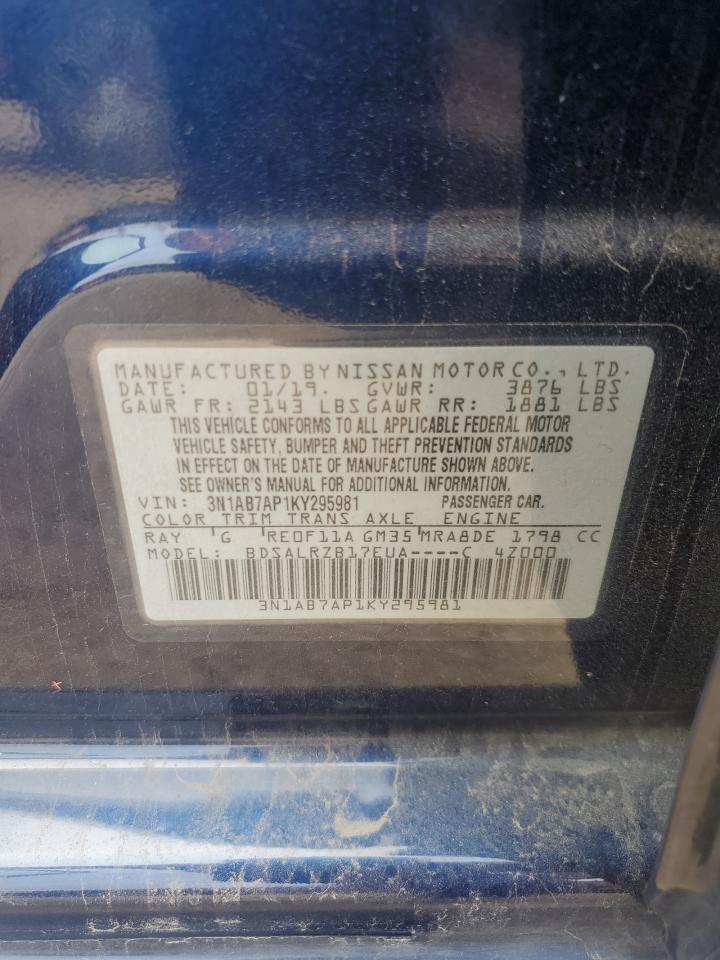 MANUFACTURED BY NISSAN MOTOR CO., LTD.
DATE: 01/19. GVWR: 3876 LBS
GAWR FR: 2143 LBS GAWR RR: 1881 LBS
THIS VEHICLE CONFORMS TO ALL APPLICABLE FEDERAL MOTOR
VEHICLE SAFETY, BUMPER AND THEFT PREVENTION STANDARDS
IN EFFECT ON THE DATE OF MANUFACTURE SHOWN ABOVE.
SEE OWNER'S MANUAL FOR ADDITIONAL INFORMATION.
VIN: 3N1AB7AP1KY295981 PASSENGER CAR.
COLOR TRIM TRANS AXLE ENGINE
RAY G RE0F11A GM35 MRA8DE 1798 CC
MODEL: BDSALRZB17EUA----C 4Z000
3N1AB7AP1KY295981